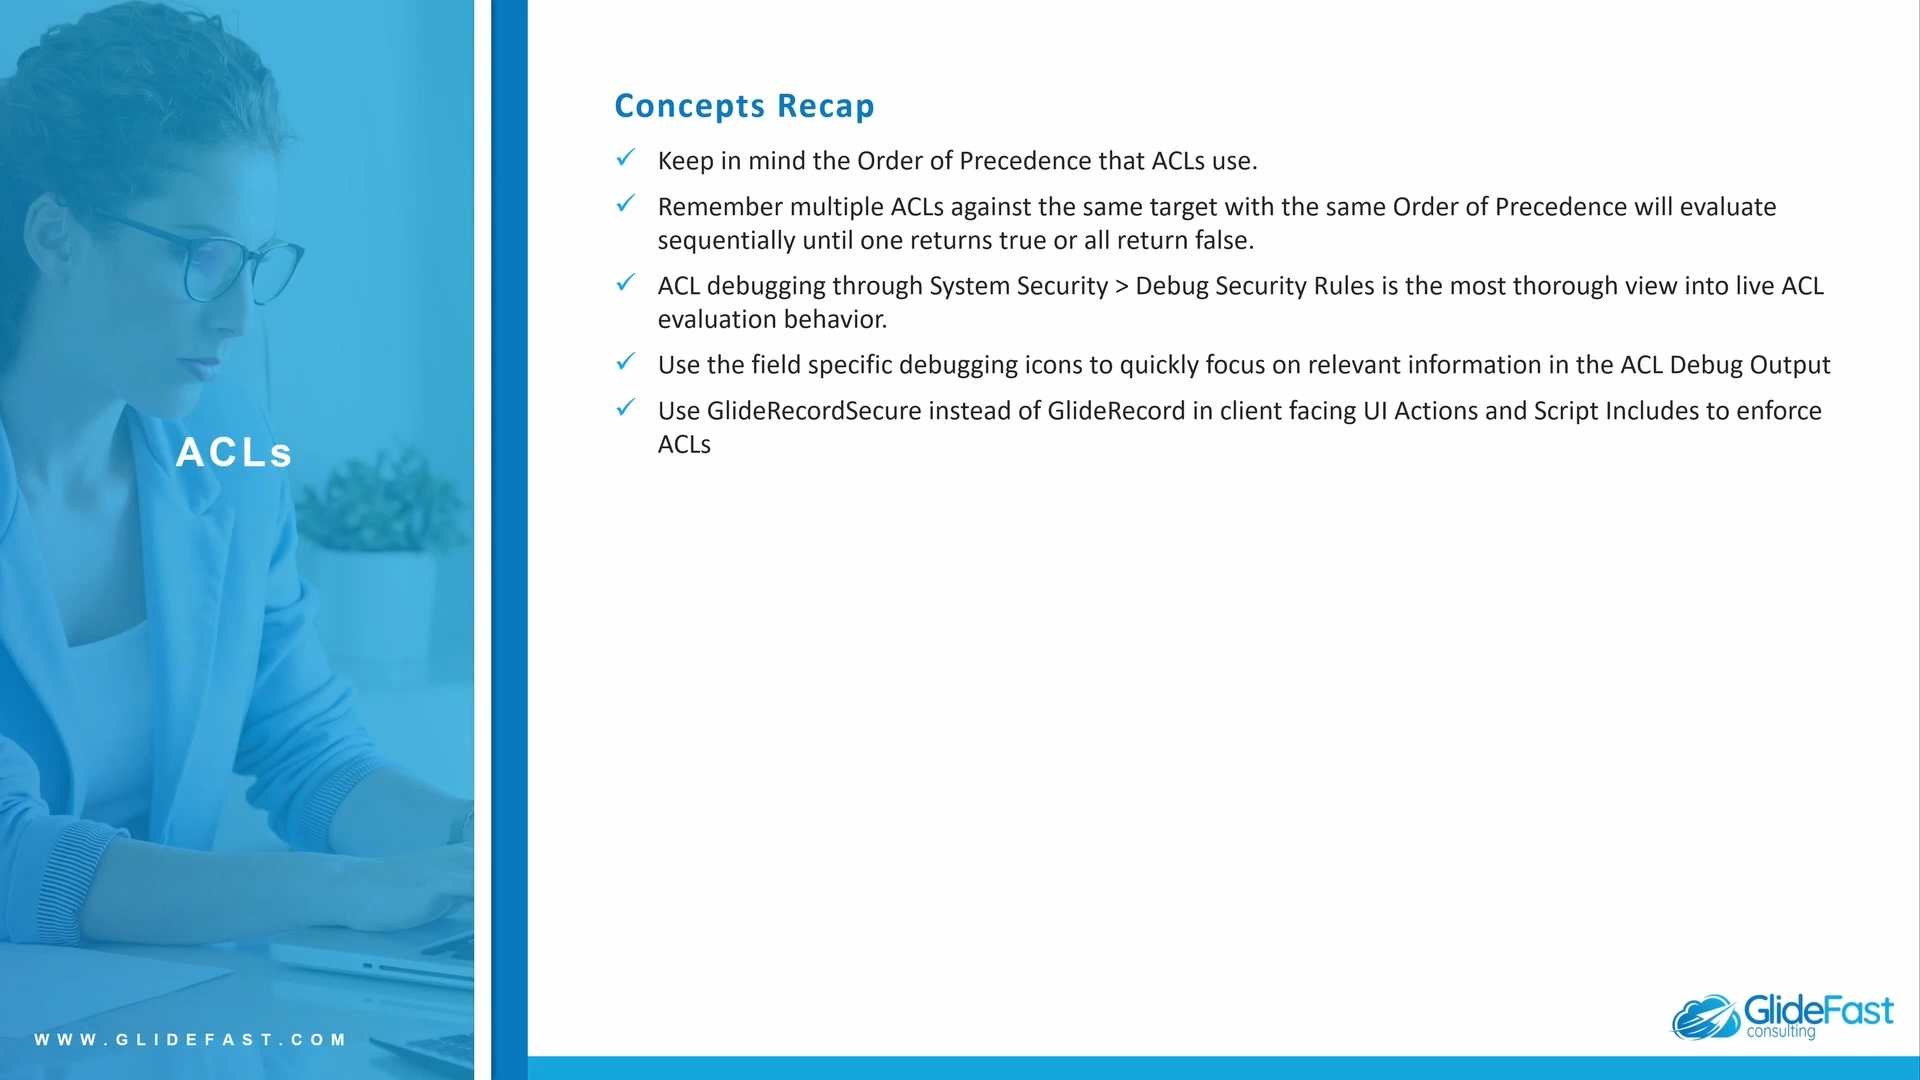 Concepts Recap
Keep in mind the Order of Precedence that ACLs use.
Remember multiple ACLs against the same target with the same Order of Precedence will evaluate
sequentially until one returns true or all return false.
ACL debugging through System Security > Debug Security Rules is the most thorough view into live ACL
evaluation behavior.
Use the field specific debugging icons to quickly focus on relevant information in the ACL Debug Output
Use GlideRecordSecure instead of GlideRecord in client facing UI Actions and Script Includes to enforce
ACLs
ACLs
WWW.GLIDEFAST.COM
GlideFast
consulting